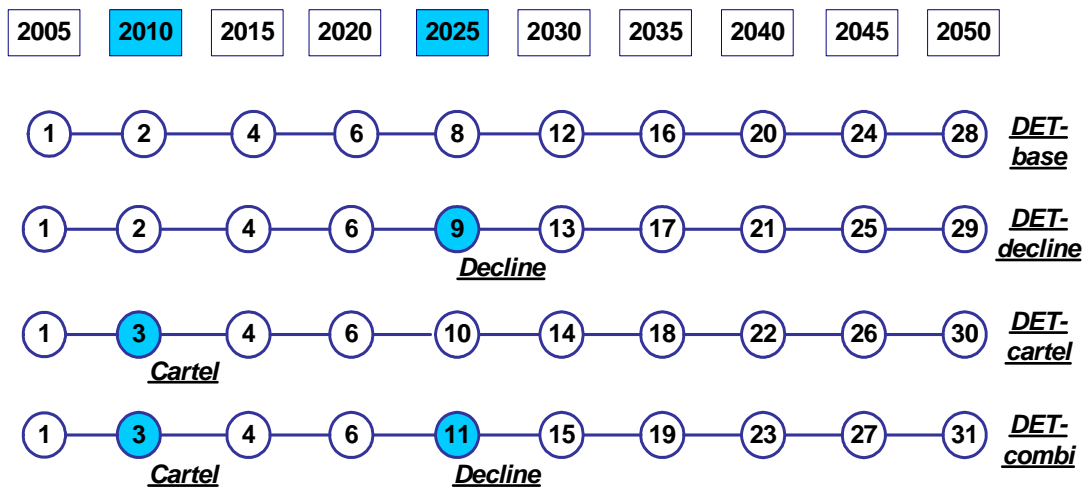 2005 2010 2015 2020 2025 2030 2035 2040 2045 2050
1 2 4 6 8 12 16 20 24 28 DET-
base
1 2 4 6 9 13 17 21 25 29 DET-
decline
Decline
1 3 4 6 10 14 18 22 26 30 DET-
cartel
Cartel
1 3 4 6 11 15 19 23 27 31 DET-
combi
Cartel Decline